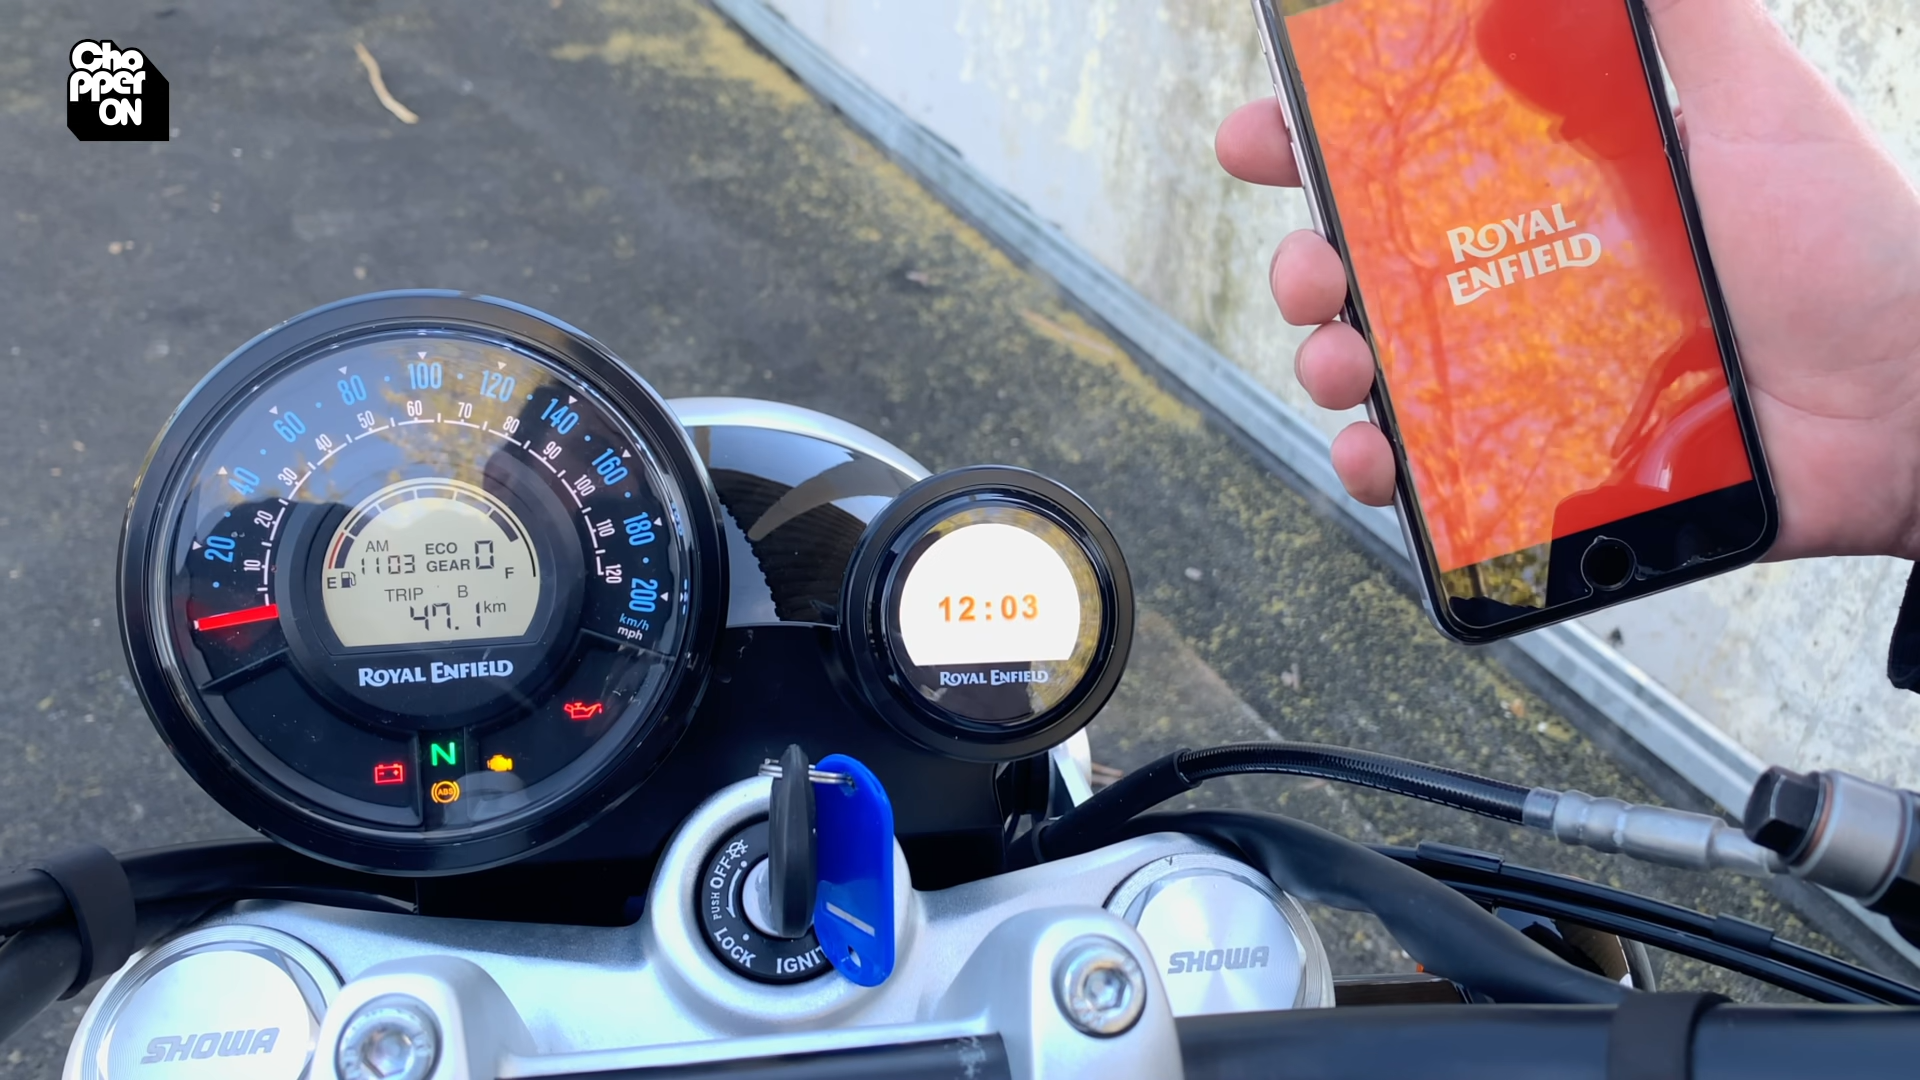 Cho
pper
ON
ROYAL
ENFIELD
20 40 60 80 100 120 140 160 180 200
10 20 30 40 50 60 70 80 90 100 110 120
km/h
mph
AM
1103
ECO
GEAR 0
E F
TRIP B
47.1 km
ROYAL ENFIELD
N
ABS
12:03
ROYAL ENFIELD
OFF
PUSH
LOCK
IGNIT
SHOWA
SHOWA